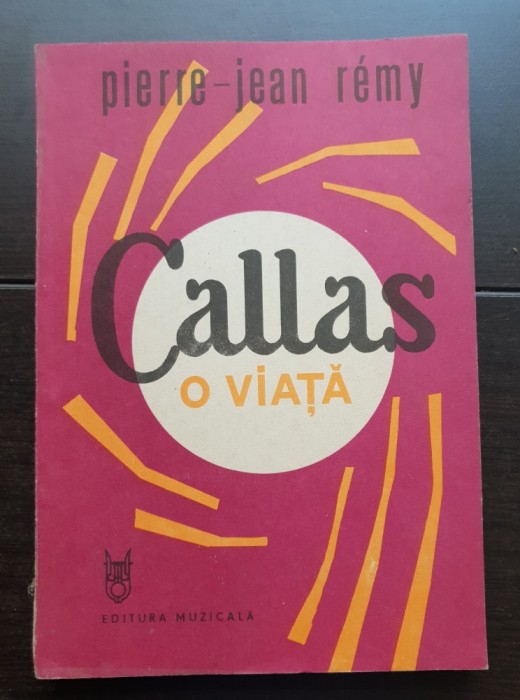 pierre-jean rémy
Callas
O ViAȚĂ
EDITURA MUZICALĂ